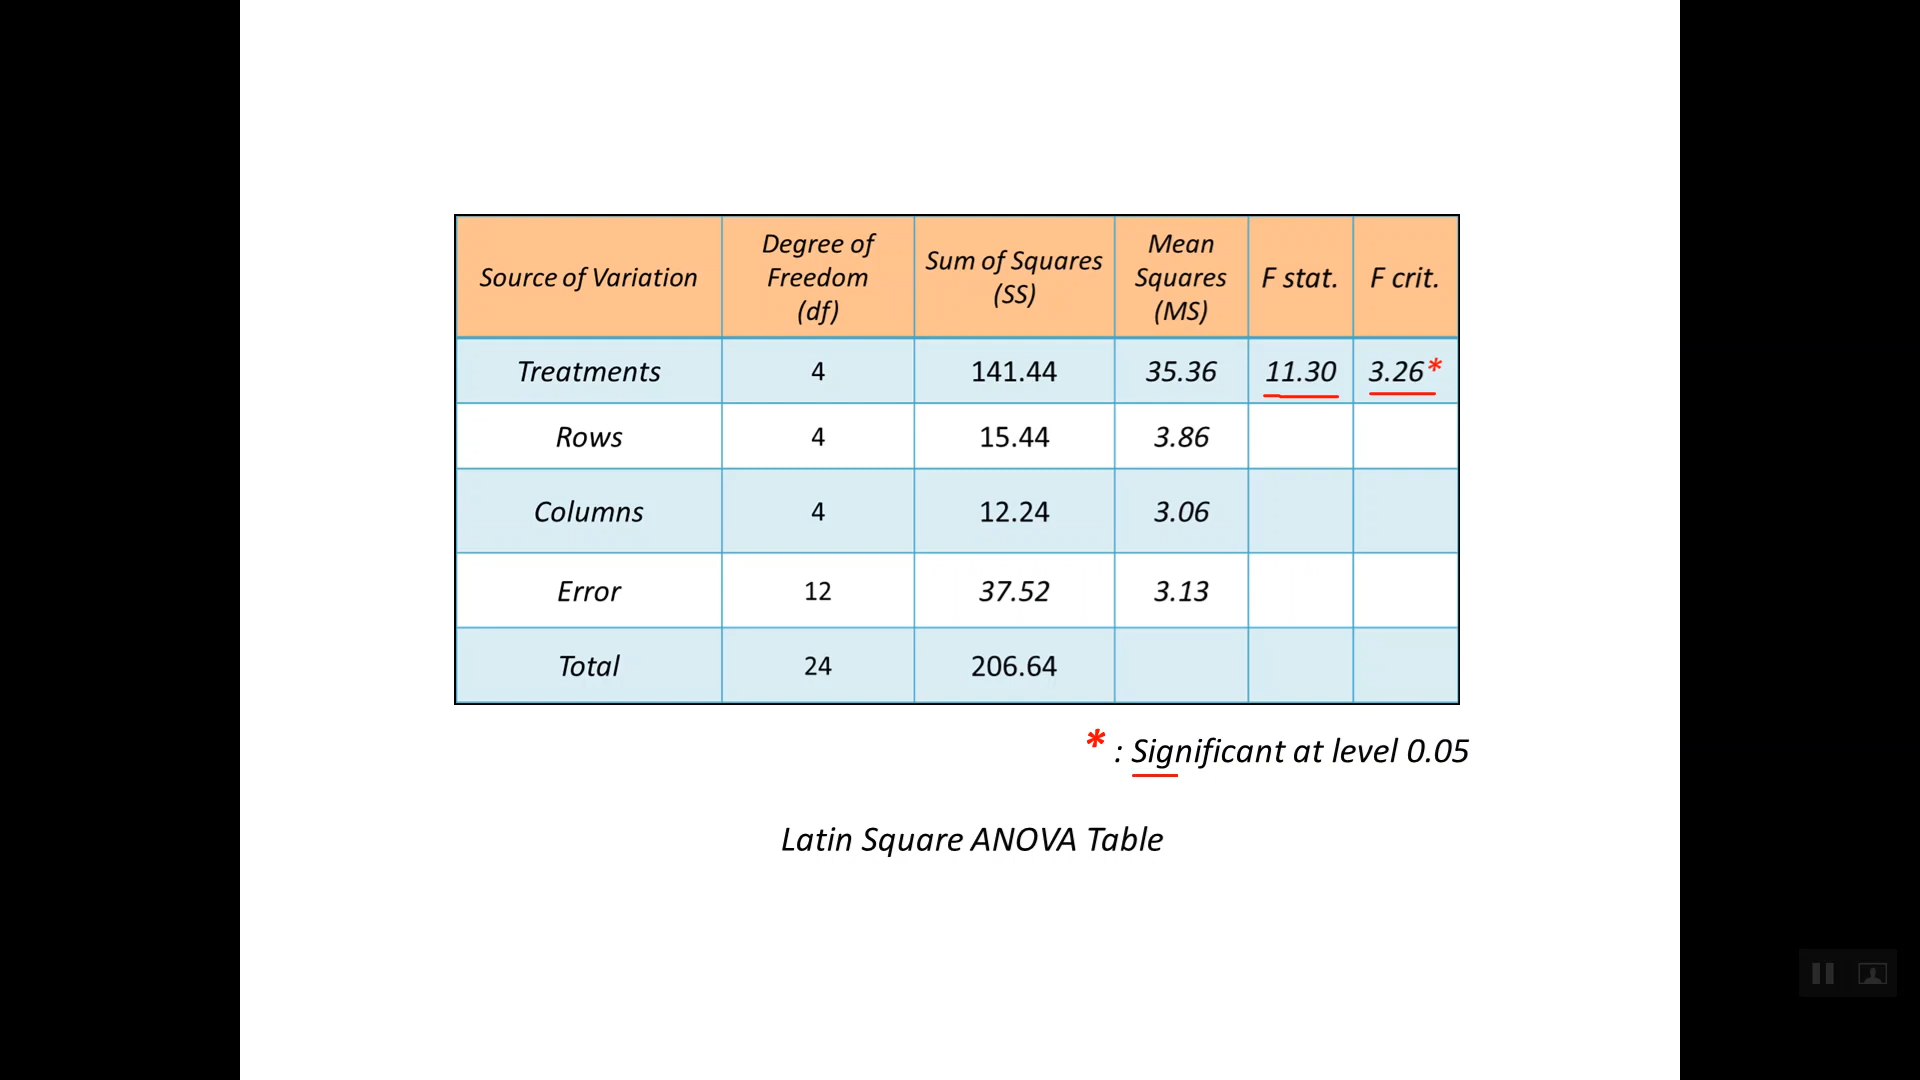 Source of Variation
Degree of
Freedom
(df)
Sum of Squares
(SS)
Mean
Squares
(MS)
F stat.
F crit.
Treatments 4 141.44 35.36 11.30 3.26*
Rows 4 15.44 3.86
Columns 4 12.24 3.06
Error 12 37.52 3.13
Total 24 206.64
* : Significant at level 0.05
Latin Square ANOVA Table